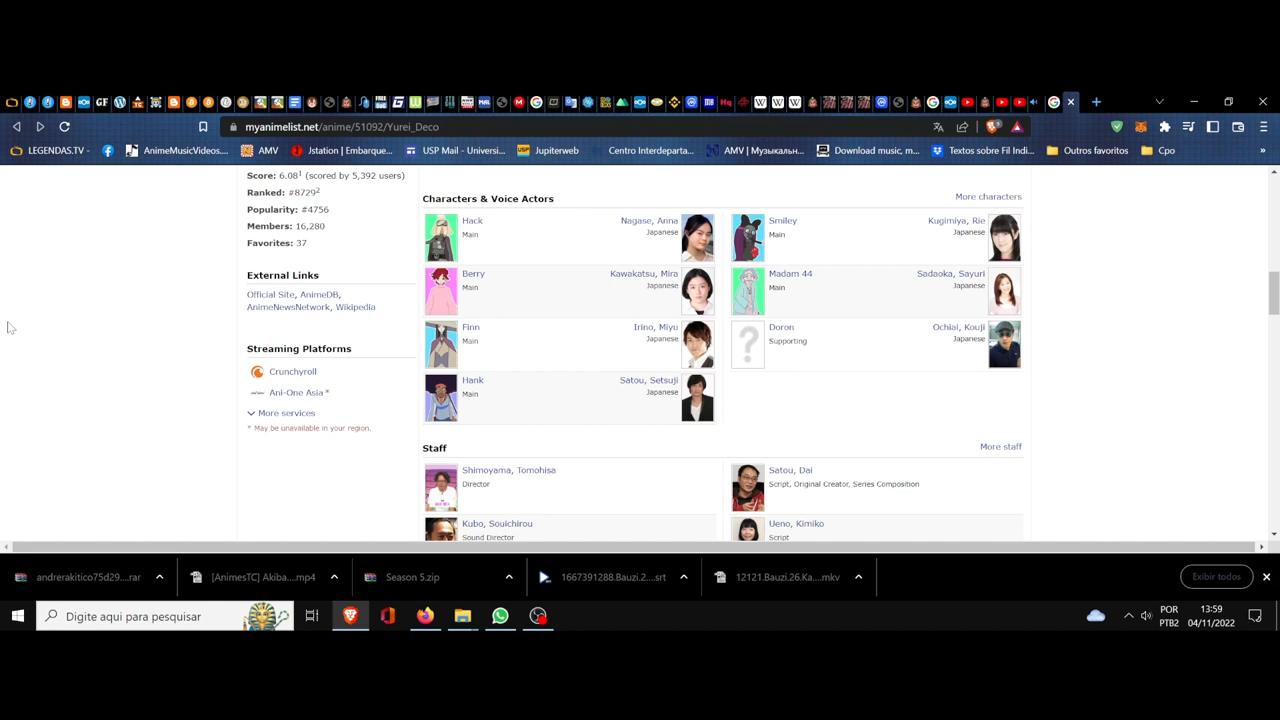 myanimelist.net/anime/51092/Yurei_Deco
LEGENDAS.TV - AnimeMusicVideos... AMV Jstation | Embarque... USP Mail - Universi... Jupiterweb Centro Interdeparta... AMV | Музыкальн... Download music, m... Textos sobre Fil Indi... Outros favoritos Cpo
Score: 6.08¹ (scored by 5,392 users)
Ranked: #8729²
Popularity: #4756
Members: 16,280
Favorites: 37
External Links
Official Site, AnimeDB,
AnimeNewsNetwork, Wikipedia
Streaming Platforms
Crunchyroll
Ani-One Asia *
More services
* May be unavailable in your region.
Characters & Voice Actors More characters
Hack Nagase, Anna
Main Japanese
Smiley Kugimiya, Rie
Main Japanese
Berry Kawakatsu, Mira
Main Japanese
Madam 44 Sadaoka, Sayuri
Main Japanese
Finn Irino, Miyu
Main Japanese
Doron Ochiai, Kouji
Supporting Japanese
Hank Satou, Setsuji
Main Japanese
Staff More staff
Shimoyama, Tomohisa
Director
Satou, Dai
Script, Original Creator, Series Composition
Kubo, Souichirou
Sound Director
Ueno, Kimiko
Script
andrerakitico75d29....rar [AnimesTC] Akiba....mp4 Season 5.zip 1667391288.Bauzi.2....srt 12121.Bauzi.26.Ka....mkv Exibir todos
Digite aqui para pesquisar
POR 13:59
PTB2 04/11/2022